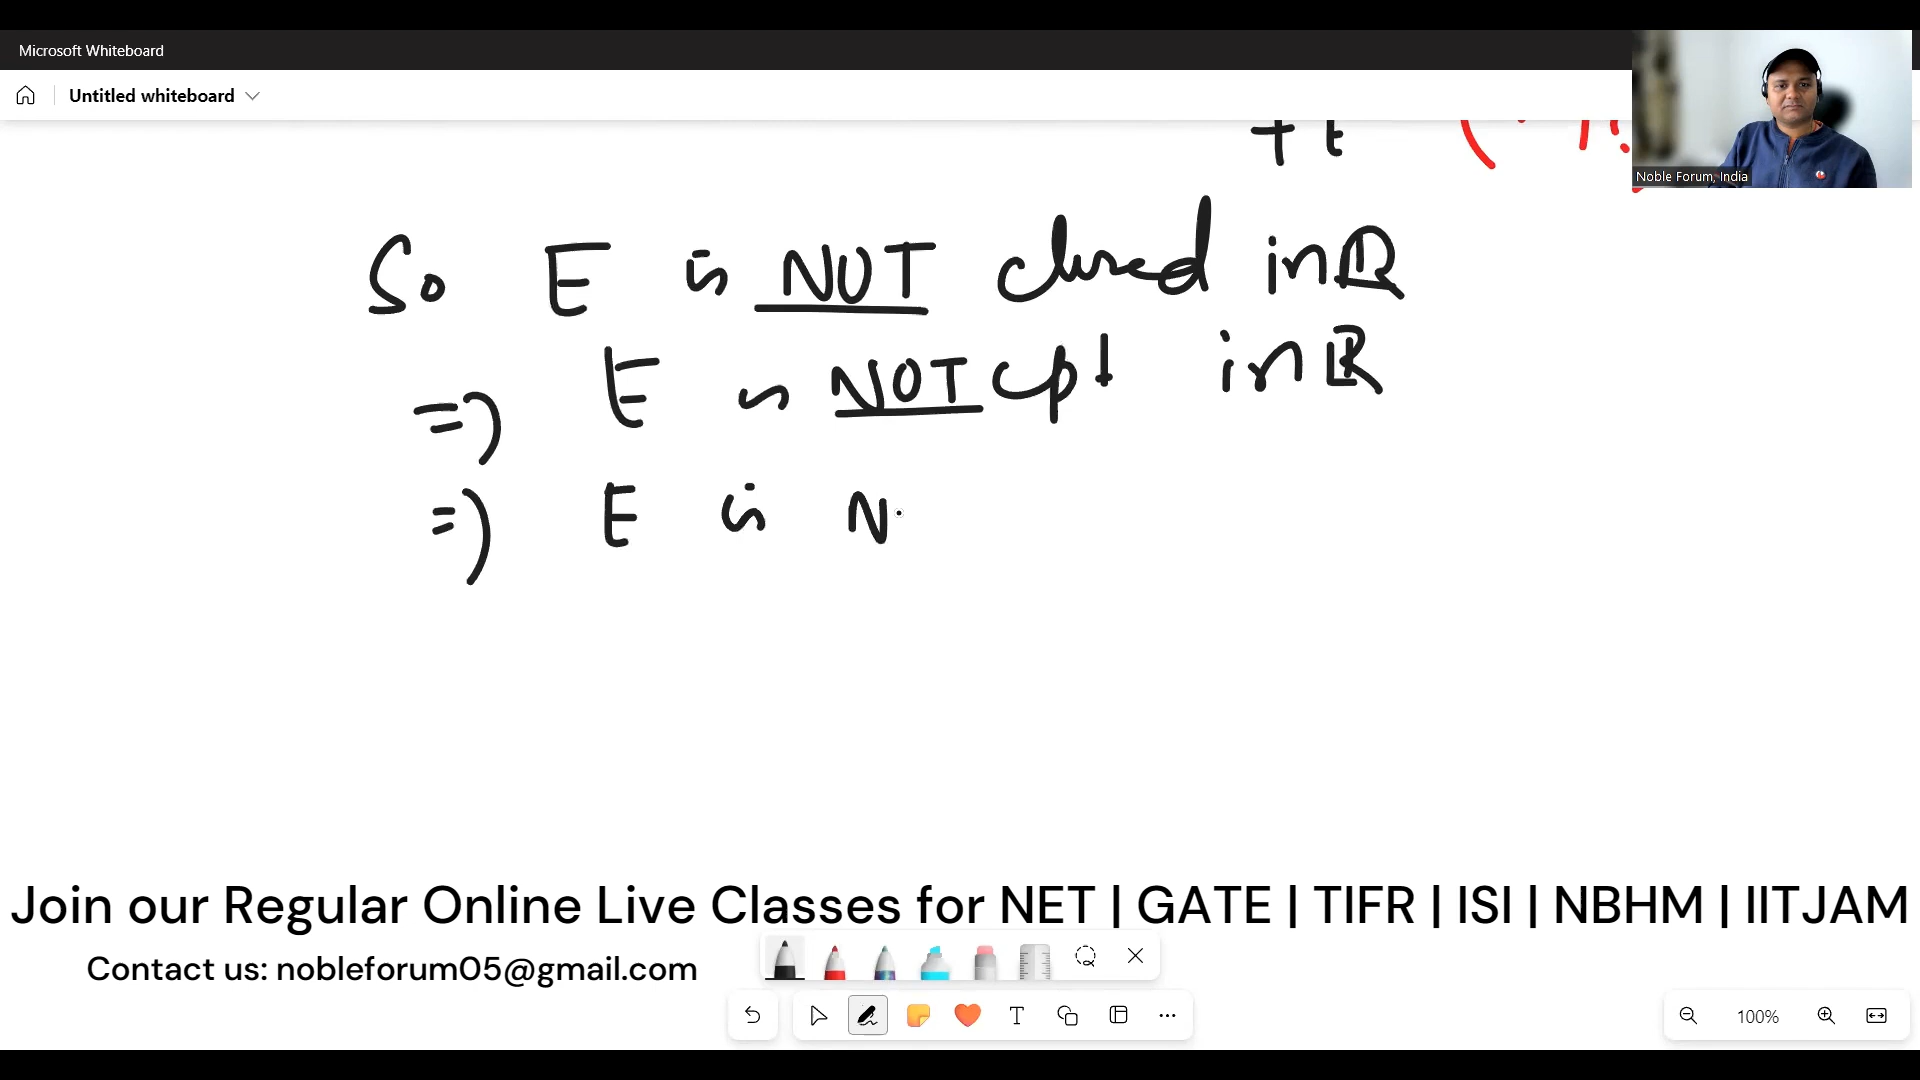 Microsoft Whiteboard
Untitled whiteboard
Noble Forum, India
So E is NOT closed in ℝ
=> E is NOT cpt in ℝ
=> E is N
Join our Regular Online Live Classes for NET | GATE | TIFR | ISI | NBHM | IITJAM
Contact us: nobleforum05@gmail.com
100%